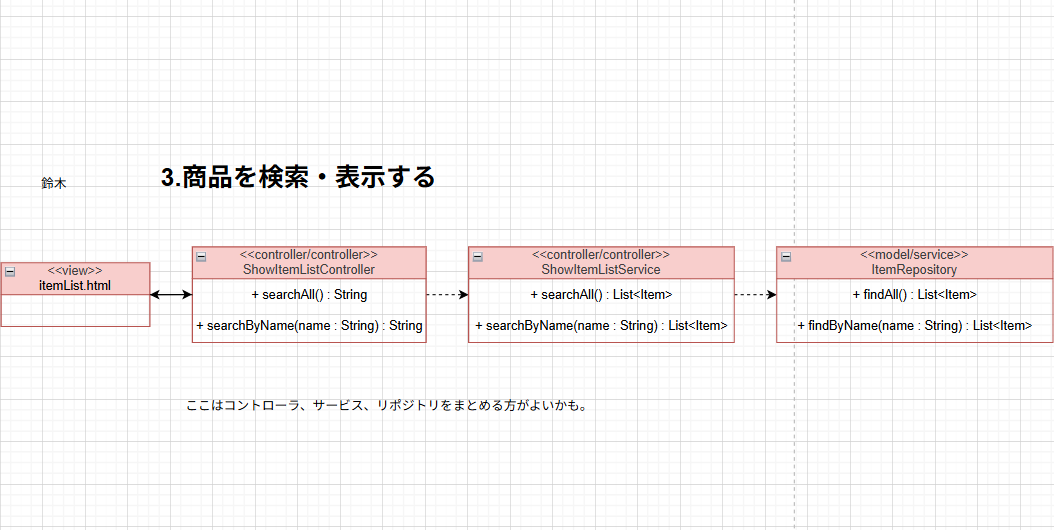 鈴木
3.商品を検索・表示する
<<view>>
itemList.html
<<controller/controller>>
ShowItemListController
+ searchAll() : String
+ searchByName(name : String) : String
<<controller/controller>>
ShowItemListService
+ searchAll() : List<Item>
+ searchByName(name : String) : List<Item>
<<model/service>>
ItemRepository
+ findAll() : List<Item>
+ findByName(name : String) : List<Item>
ここはコントローラ、サービス、リポジトリをまとめる方がよいかも。